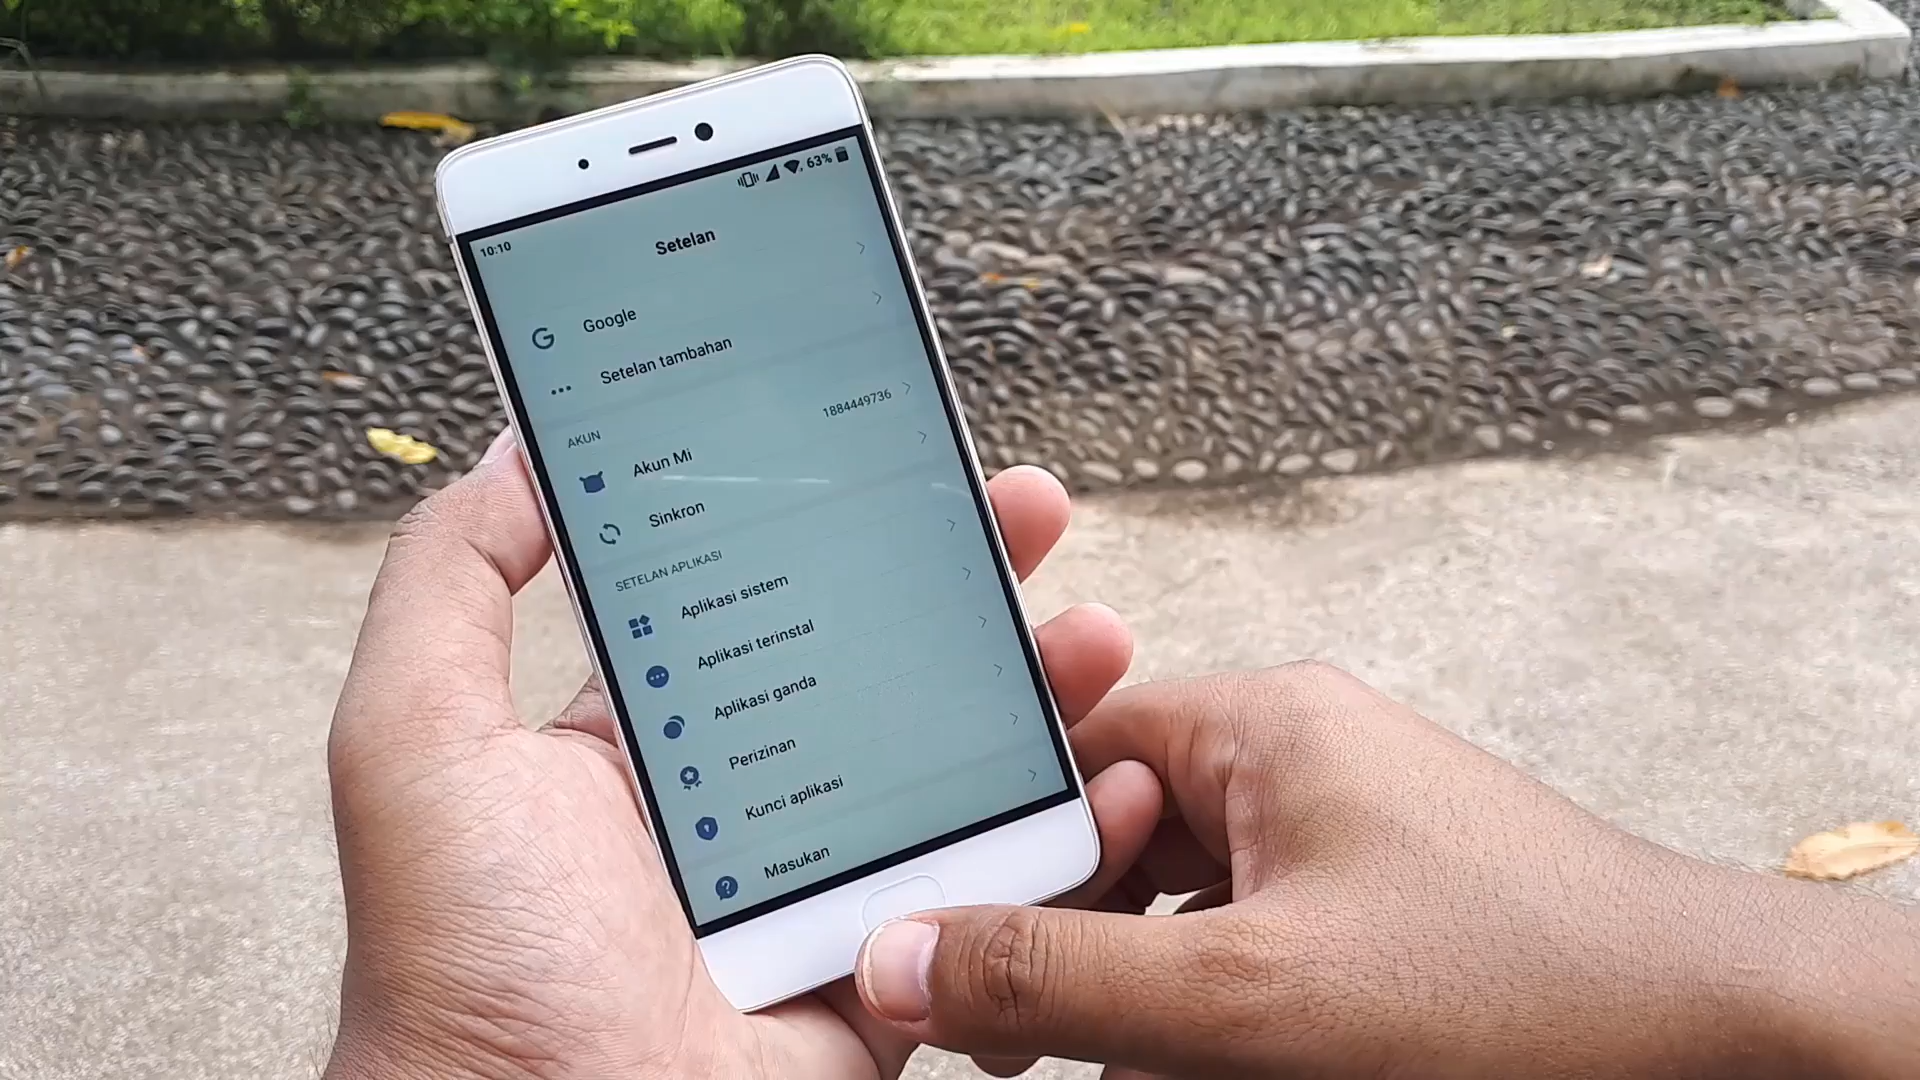 10:10
63%
Setelan
Google
Setelan tambahan
AKUN
Akun Mi 1884449736
Sinkron
SETELAN APLIKASI
Aplikasi sistem
Aplikasi terinstal
Aplikasi ganda
Perizinan
Kunci aplikasi
Masukan